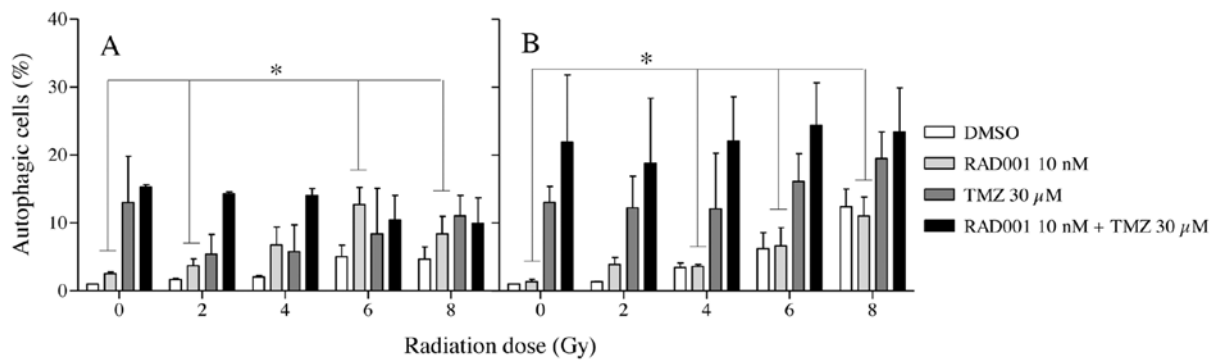 40
30
20
10
0
Autophagic cells (%)
A
*
B
*
0 2 4 6 8
0 2 4 6 8
Radiation dose (Gy)
DMSO
RAD001 10 nM
TMZ 30 µM
RAD001 10 nM + TMZ 30 µM